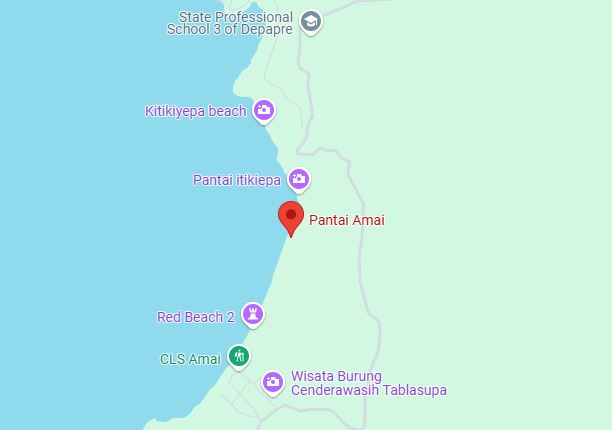 State Professional
School 3 of Depapre
Kitikiyepa beach
Pantai itikiepa
Pantai Amai
Red Beach 2
CLS Amai
Wisata Burung
Cenderawasih Tablasupa